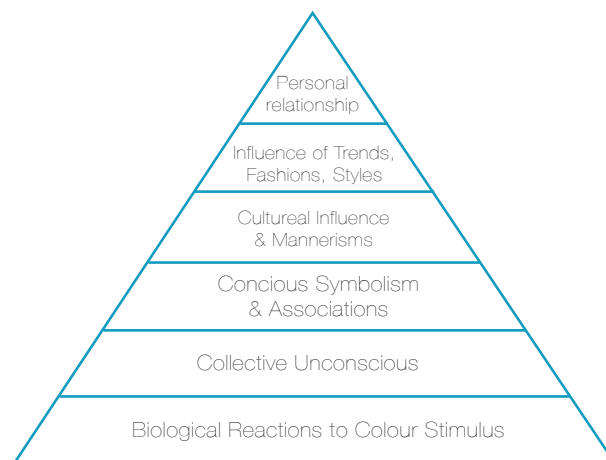 Personal
relationship
Influence of Trends,
Fashions, Styles
Cultureal Influence
& Mannerisms
Concious Symbolism
& Associations
Collective Unconscious
Biological Reactions to Colour Stimulus